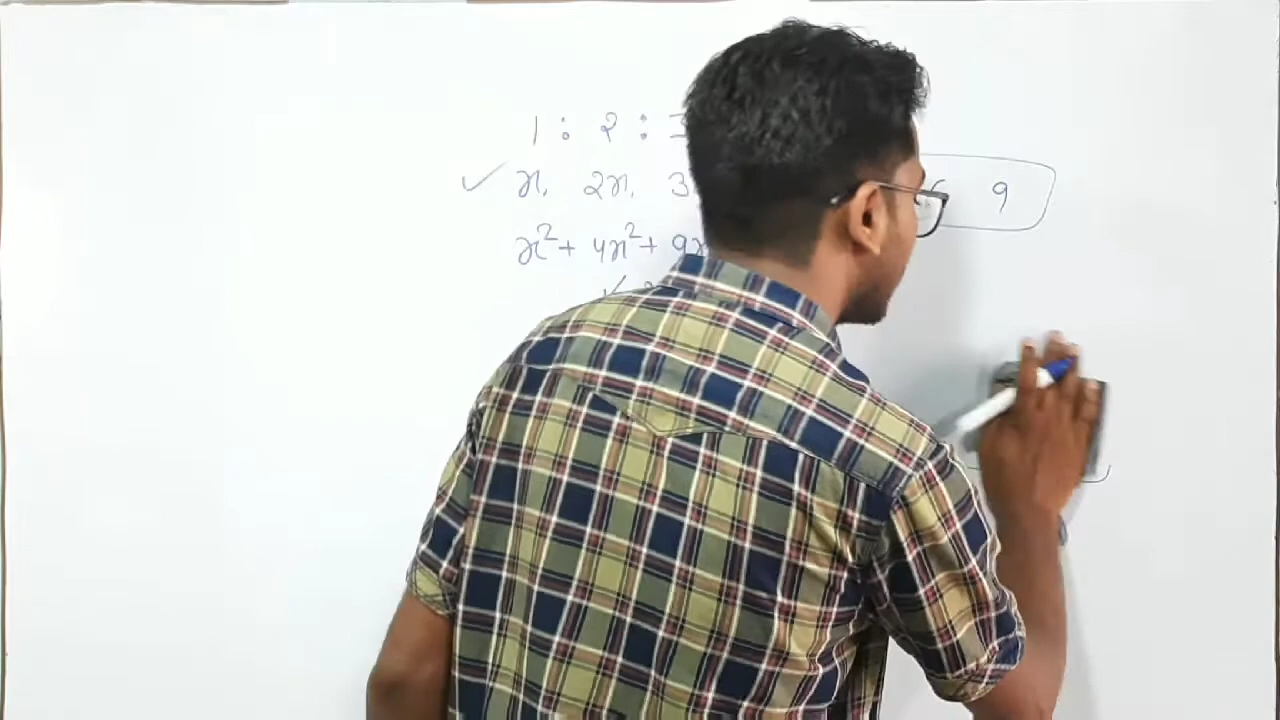 1 : 2 : 3
x, 2x, 3
9
x² + 4x² + 9x